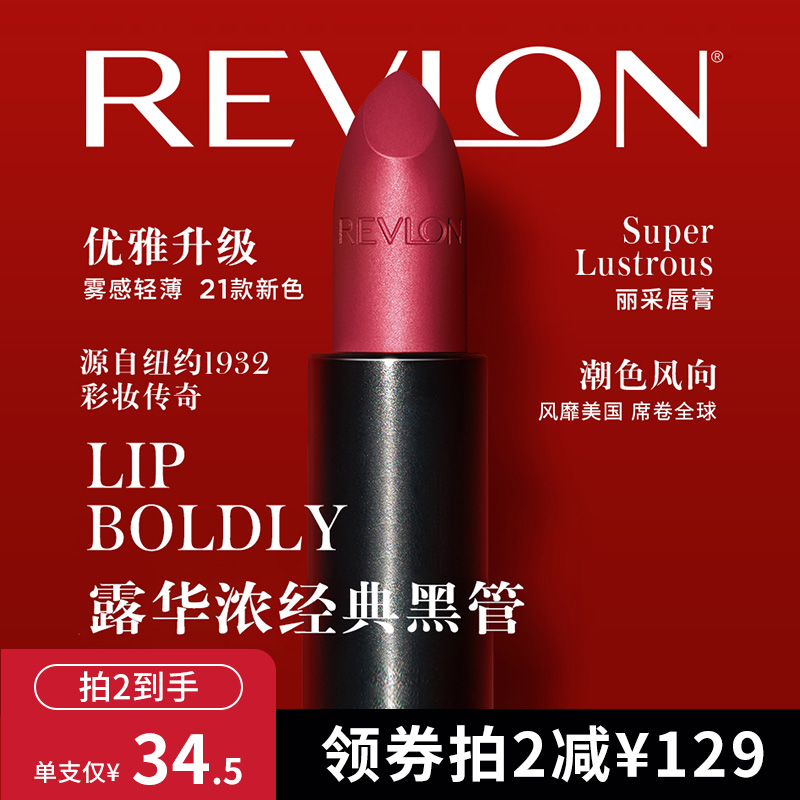 REVLON®
REVLON
优雅升级
雾感轻薄 21款新色
Super
Lustrous
丽采唇膏
源自纽约1932
彩妆传奇
潮色风向
风靡美国 席卷全球
LIP
BOLDLY
露华浓经典黑管
拍2到手
单支仅¥ 34.5
领券拍2减¥129